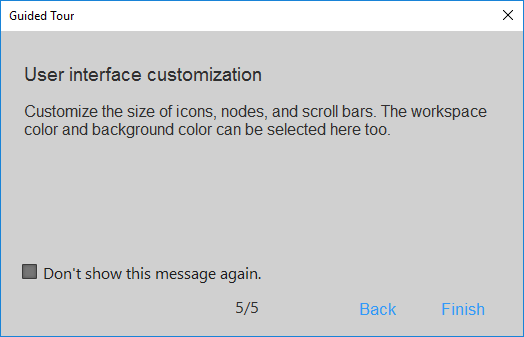 Guided Tour
User interface customization
Customize the size of icons, nodes, and scroll bars. The workspace
color and background color can be selected here too.
Don't show this message again.
5/5
Back
Finish